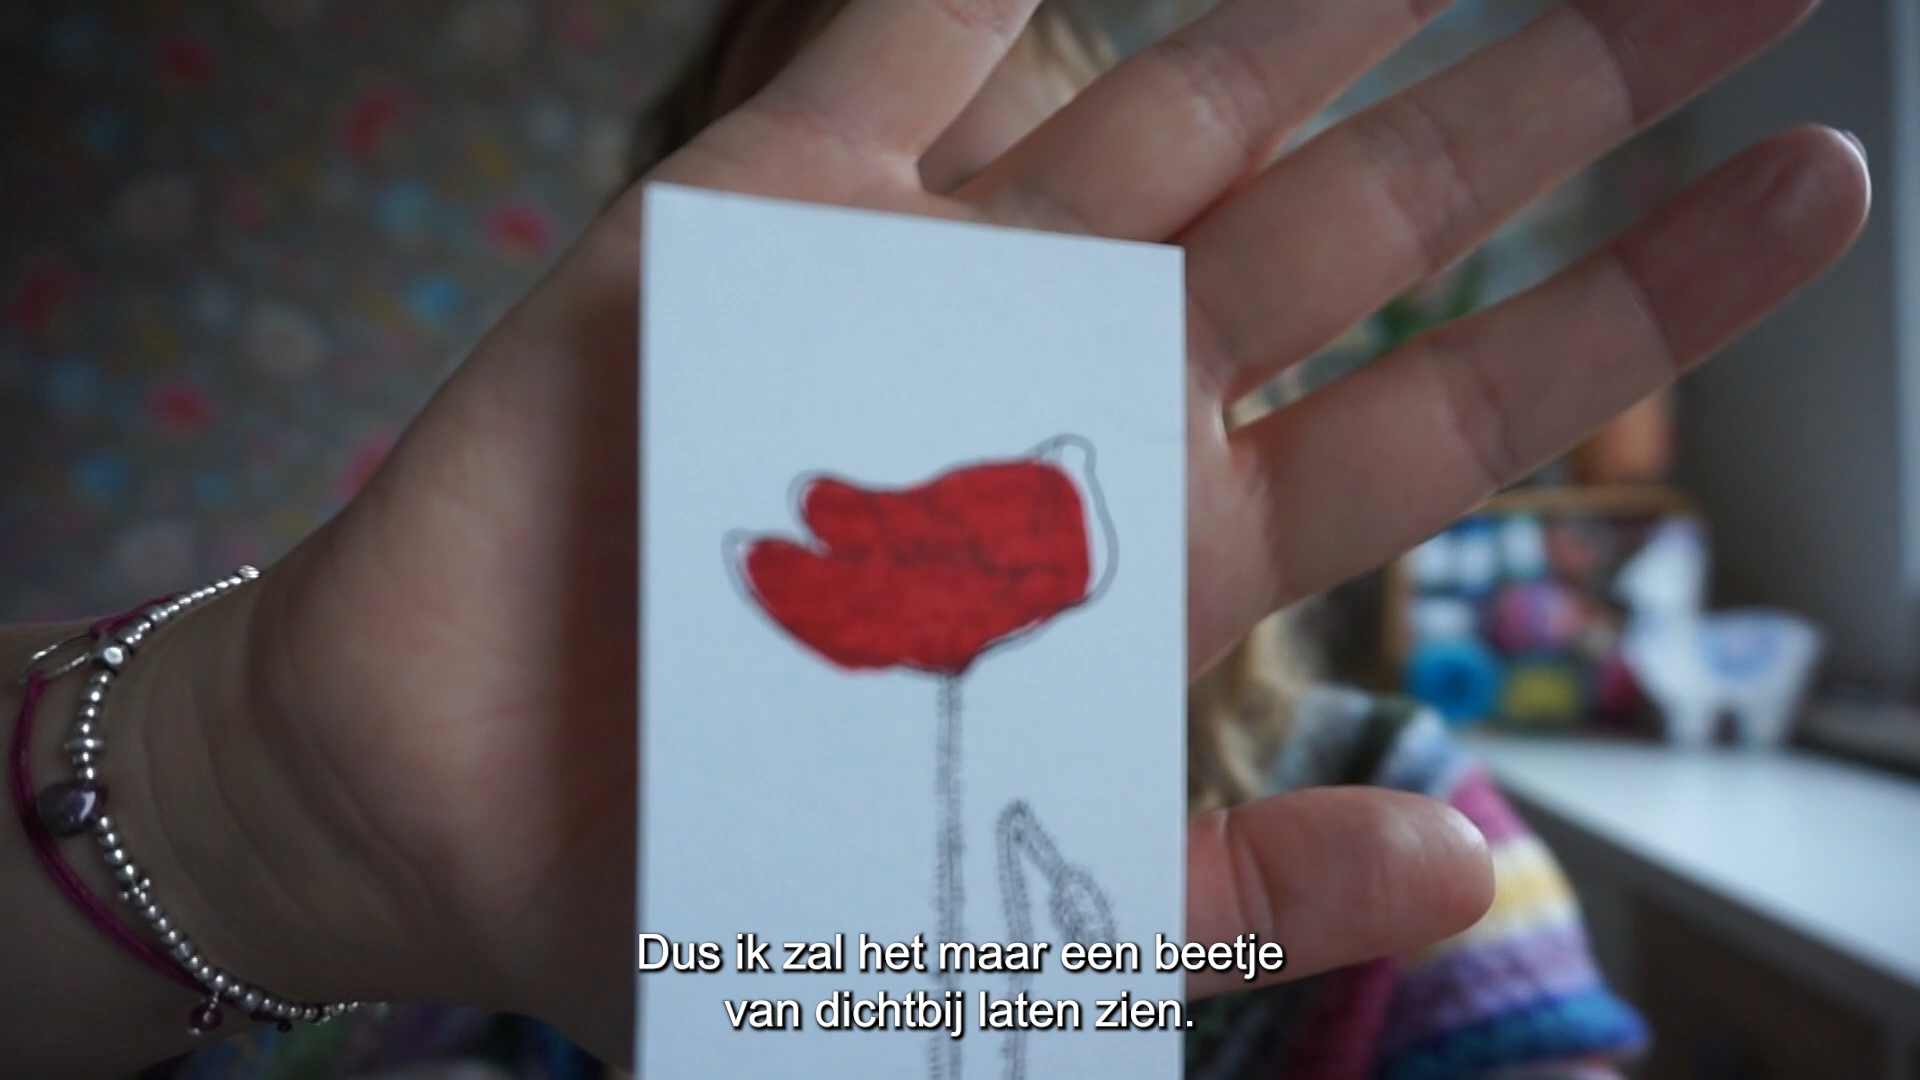 Dus ik zal het maar een beetje
van dichtbij laten zien.